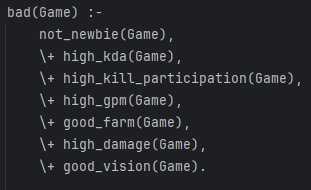 bad(Game) :-
    not_newbie(Game),
    \+ high_kda(Game),
    \+ high_kill_participation(Game),
    \+ high_gpm(Game),
    \+ good_farm(Game),
    \+ high_damage(Game),
    \+ good_vision(Game).